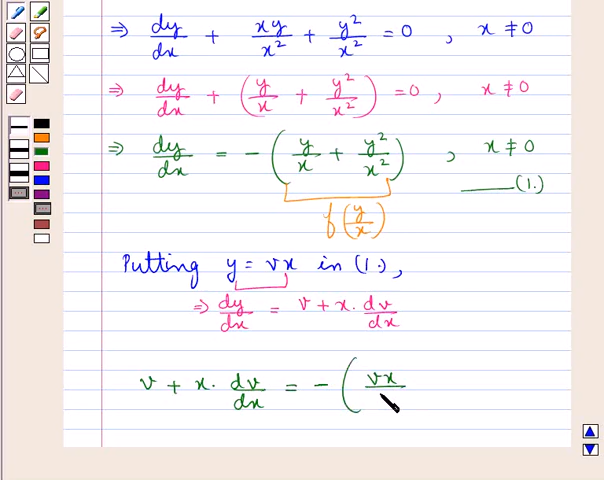 ⇒ dy/dx + xy/x² + y²/x² = 0 , x ≠ 0
⇒ dy/dx + (y/x + y²/x²) = 0 , x ≠ 0
⇒ dy/dx = - (y/x + y²/x²) , x ≠ 0
(1.)
f(y/x)
Putting y = vx in (1.),
⇒ dy/dx = v + x. dv/dx
v + x. dv/dx = - ( vx/